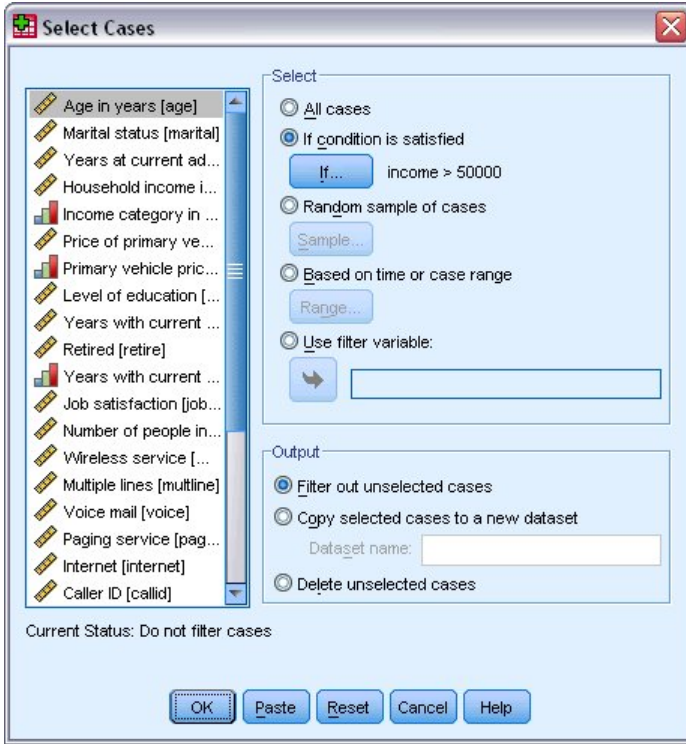 Select Cases
Age in years [age]
Marital status [marital]
Years at current ad...
Household income i...
Income category in ...
Price of primary ve...
Primary vehicle pric...
Level of education [...
Years with current ...
Retired [retire]
Years with current ...
Job satisfaction [job...
Number of people in...
Wireless service [...
Multiple lines [multline]
Voice mail [voice]
Paging service [pag...
Internet [internet]
Caller ID [callid]
Select
All cases
If condition is satisfied
If... income > 50000
Random sample of cases
Sample...
Based on time or case range
Range...
Use filter variable:
Output
Filter out unselected cases
Copy selected cases to a new dataset
Dataset name:
Delete unselected cases
Current Status: Do not filter cases
OK Paste Reset Cancel Help